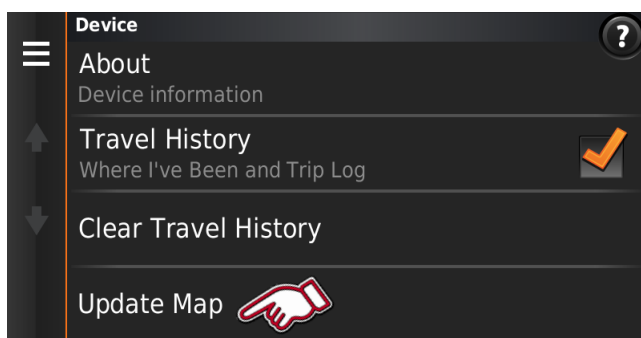 Device
?
About
Device information
Travel History
Where I've Been and Trip Log
Clear Travel History
Update Map